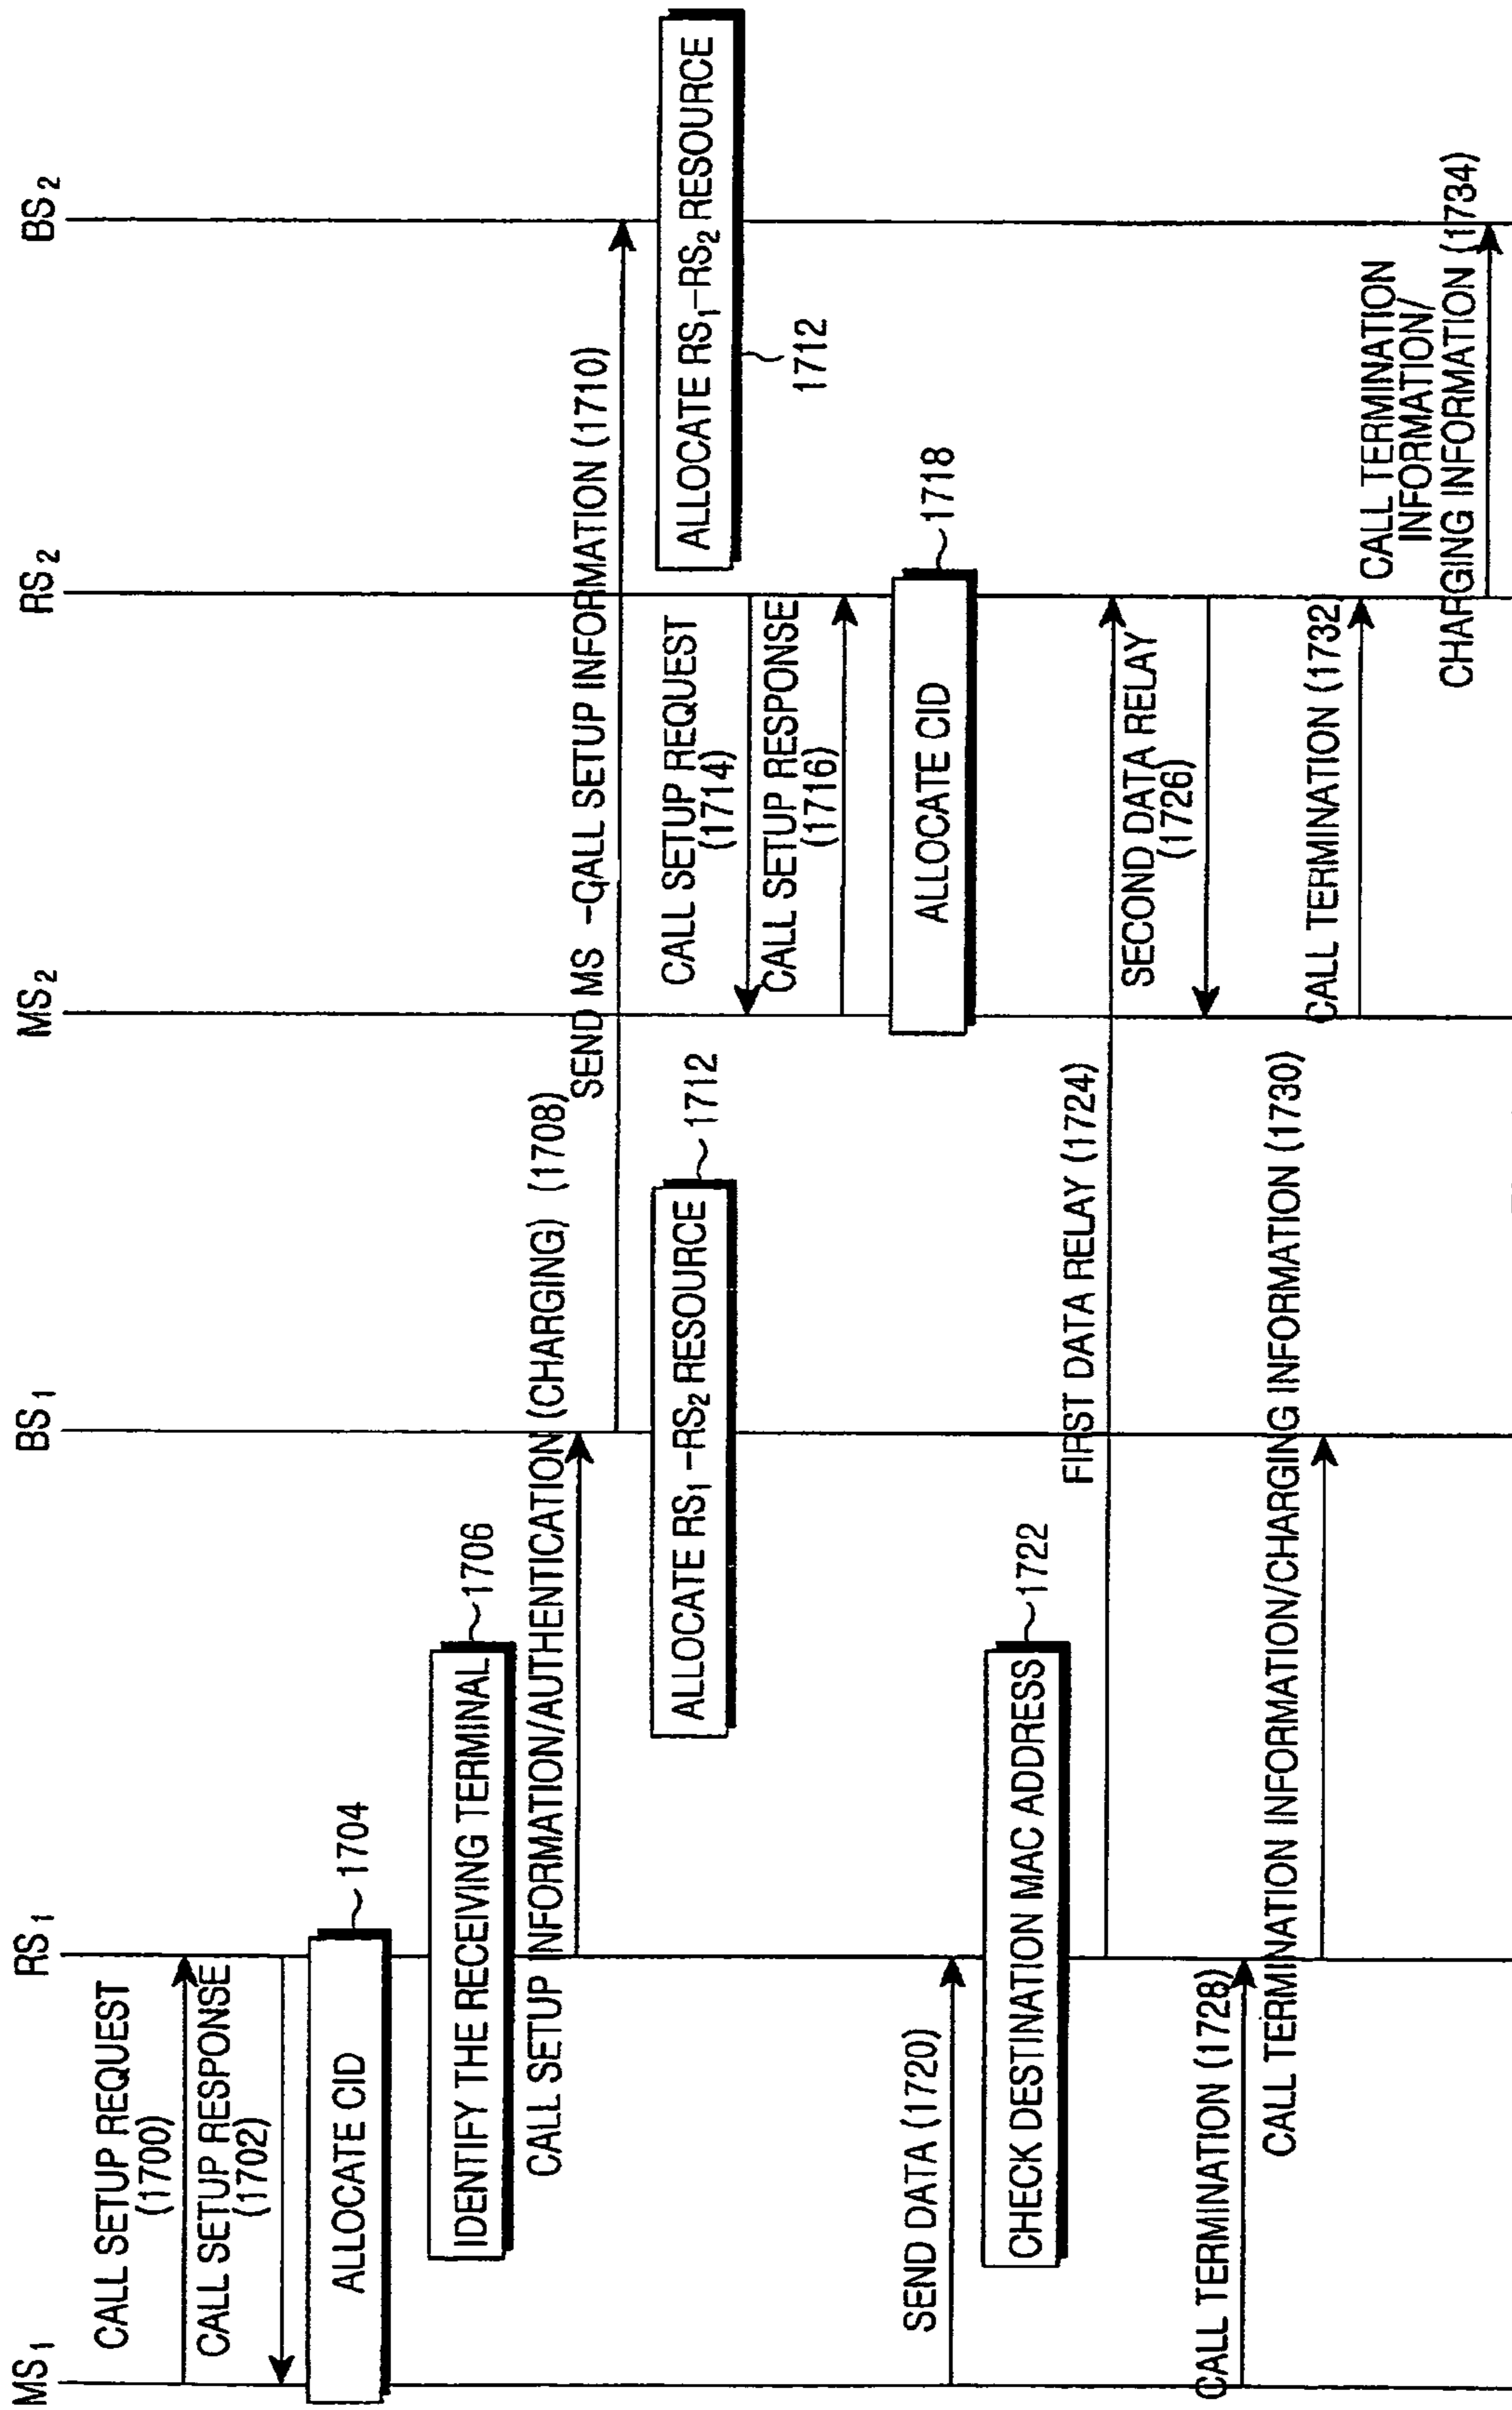 MS1
RS1
BS1
MS2
RS2
BS2
CALL SETUP REQUEST
(1700)
CALL SETUP RESPONSE
(1702)
ALLOCATE CID
1704
IDENTIFY THE RECEIVING TERMINAL
1706
CALL SETUP INFORMATION/AUTHENTICATION (CHARGING) (1708)
SEND MS -CALL SETUP INFORMATION (1710)
ALLOCATE RS1 -RS2 RESOURCE
1712
ALLOCATE RS1-RS2 RESOURCE
1712
CALL SETUP REQUEST
(1714)
CALL SETUP RESPONSE
(1716)
ALLOCATE CID
1718
SEND DATA (1720)
CHECK DESTINATION MAC ADDRESS
1722
FIRST DATA RELAY (1724)
SECOND DATA RELAY
(1726)
CALL TERMINATION (1728)
CALL TERMINATION INFORMATION/CHARGING INFORMATION (1730)
CALL TERMINATION (1732
CALL TERMINATION
INFORMATION/
CHARGING INFORMATION (1734)